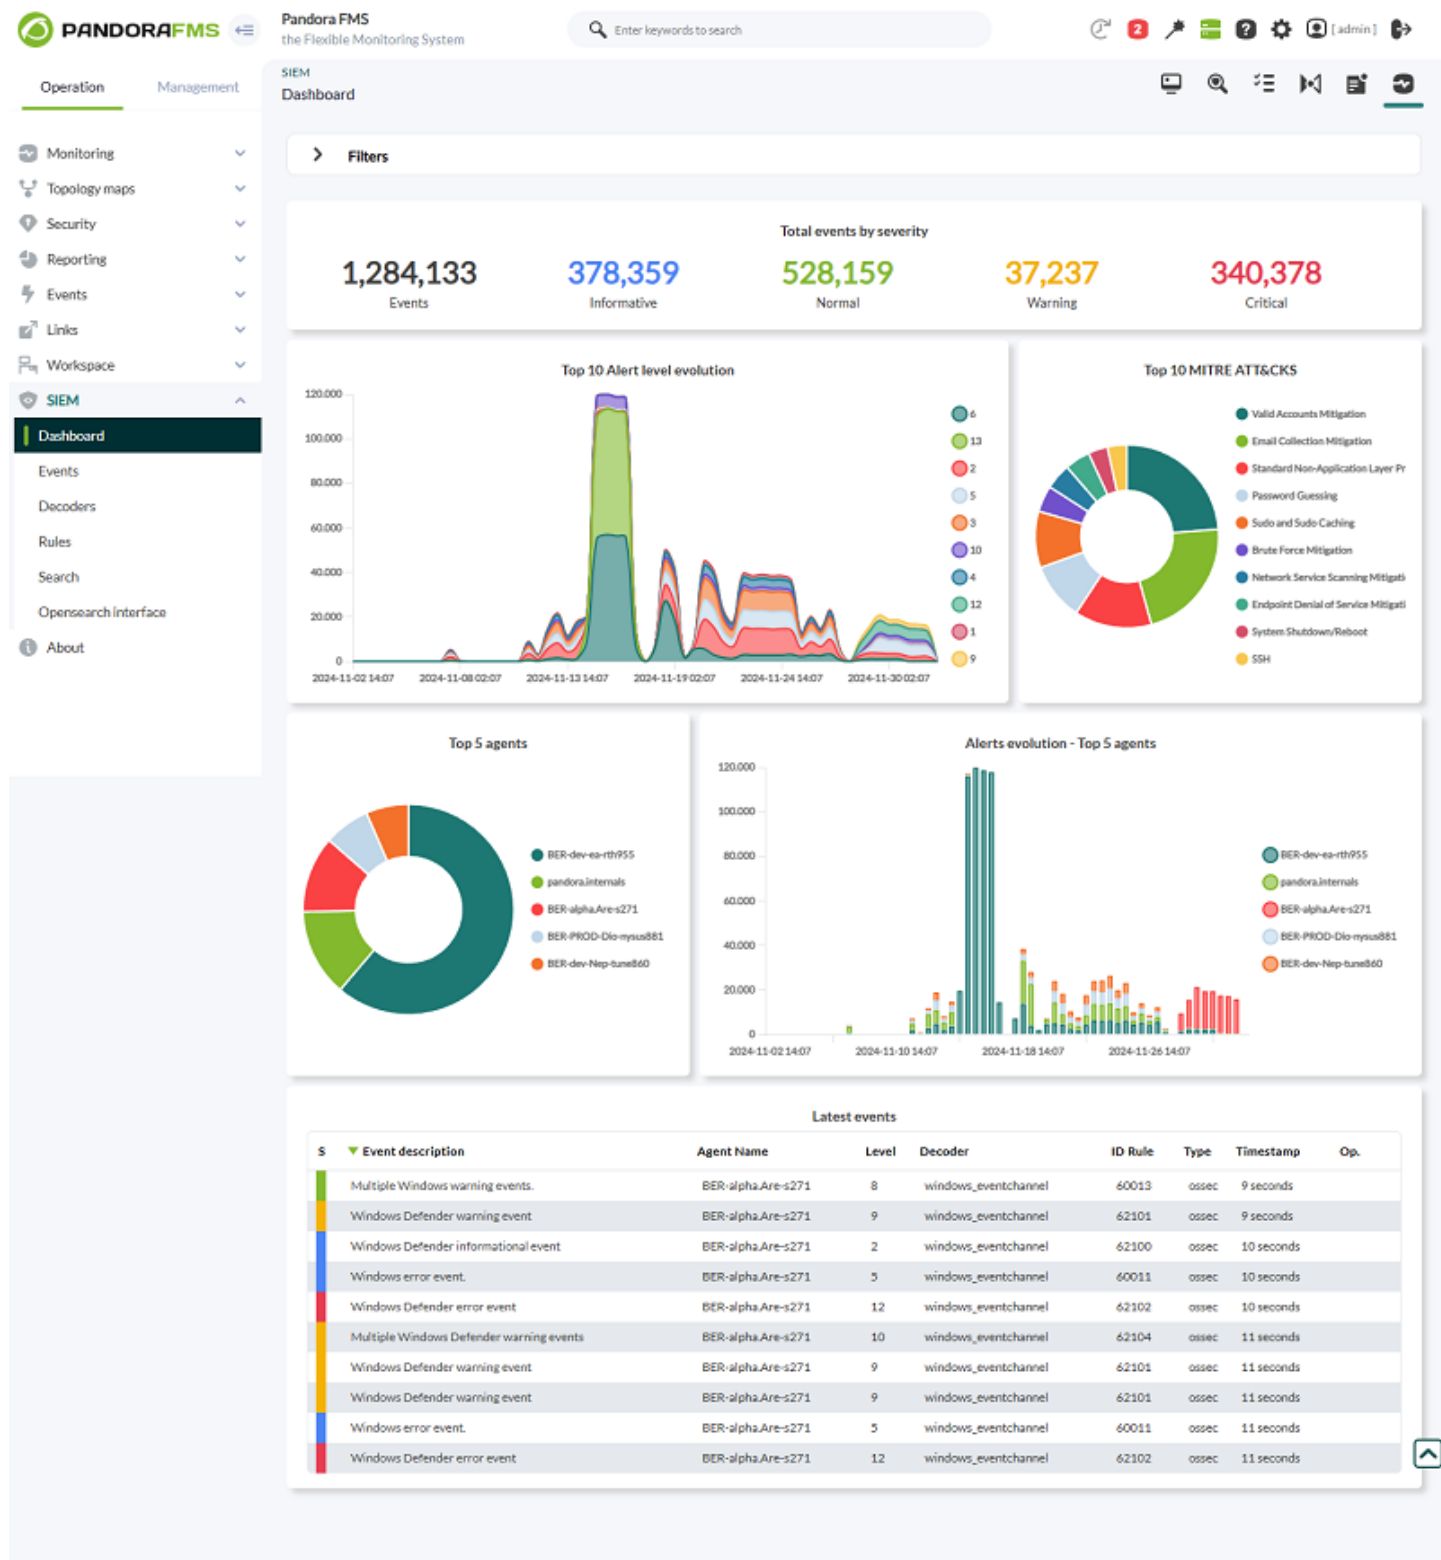 PANDORAFMS
Pandora FMS
the Flexible Monitoring System
Enter keywords to search
2
[ admin ]
Operation
Management
SIEM
Dashboard
Monitoring
Topology maps
Security
Reporting
Events
Links
Workspace
SIEM
Dashboard
Events
Decoders
Rules
Search
Opensearch interface
About
Filters
Total events by severity
1,284,133
378,359
528,159
37,237
340,378
Events
Informative
Normal
Warning
Critical
Top 10 Alert level evolution
120.000
100.000
80.000
60.000
40.000
20.000
0
2024-11-02 14:07
2024-11-08 02:07
2024-11-13 14:07
2024-11-19 02:07
2024-11-24 14:07
2024-11-30 02:07
6
13
2
5
3
10
4
12
1
9
Top 10 MITRE ATT&CKS
Valid Accounts Mitigation
Email Collection Mitigation
Standard Non-Application Layer Pr
Password Guessing
Sudo and Sudo Caching
Brute Force Mitigation
Network Service Scanning Mitigati
Endpoint Denial of Service Mitigati
System Shutdown/Reboot
SSH
Top 5 agents
BER-dev-ea-rth955
pandora.internals
BER-alpha.Are-s271
BER-PROD-Dio-nysus881
BER-dev-Nep-tune860
Alerts evolution - Top 5 agents
120.000
100.000
80.000
60.000
40.000
20.000
0
2024-11-02 14:07
2024-11-10 14:07
2024-11-18 14:07
2024-11-26 14:07
BER-dev-ea-rth955
pandora.internals
BER-alpha.Are-s271
BER-PROD-Dio-nysus881
BER-dev-Nep-tune860
Latest events
S Event description Agent Name Level Decoder ID Rule Type Timestamp Op.
Multiple Windows warning events. BER-alpha.Are-s271 8 windows_eventchannel 60013 ossec 9 seconds
Windows Defender warning event BER-alpha.Are-s271 9 windows_eventchannel 62101 ossec 9 seconds
Windows Defender informational event BER-alpha.Are-s271 2 windows_eventchannel 62100 ossec 10 seconds
Windows error event. BER-alpha.Are-s271 5 windows_eventchannel 60011 ossec 10 seconds
Windows Defender error event BER-alpha.Are-s271 12 windows_eventchannel 62102 ossec 10 seconds
Multiple Windows Defender warning events BER-alpha.Are-s271 10 windows_eventchannel 62104 ossec 11 seconds
Windows Defender warning event BER-alpha.Are-s271 9 windows_eventchannel 62101 ossec 11 seconds
Windows Defender warning event BER-alpha.Are-s271 9 windows_eventchannel 62101 ossec 11 seconds
Windows error event. BER-alpha.Are-s271 5 windows_eventchannel 60011 ossec 11 seconds
Windows Defender error event BER-alpha.Are-s271 12 windows_eventchannel 62102 ossec 11 seconds